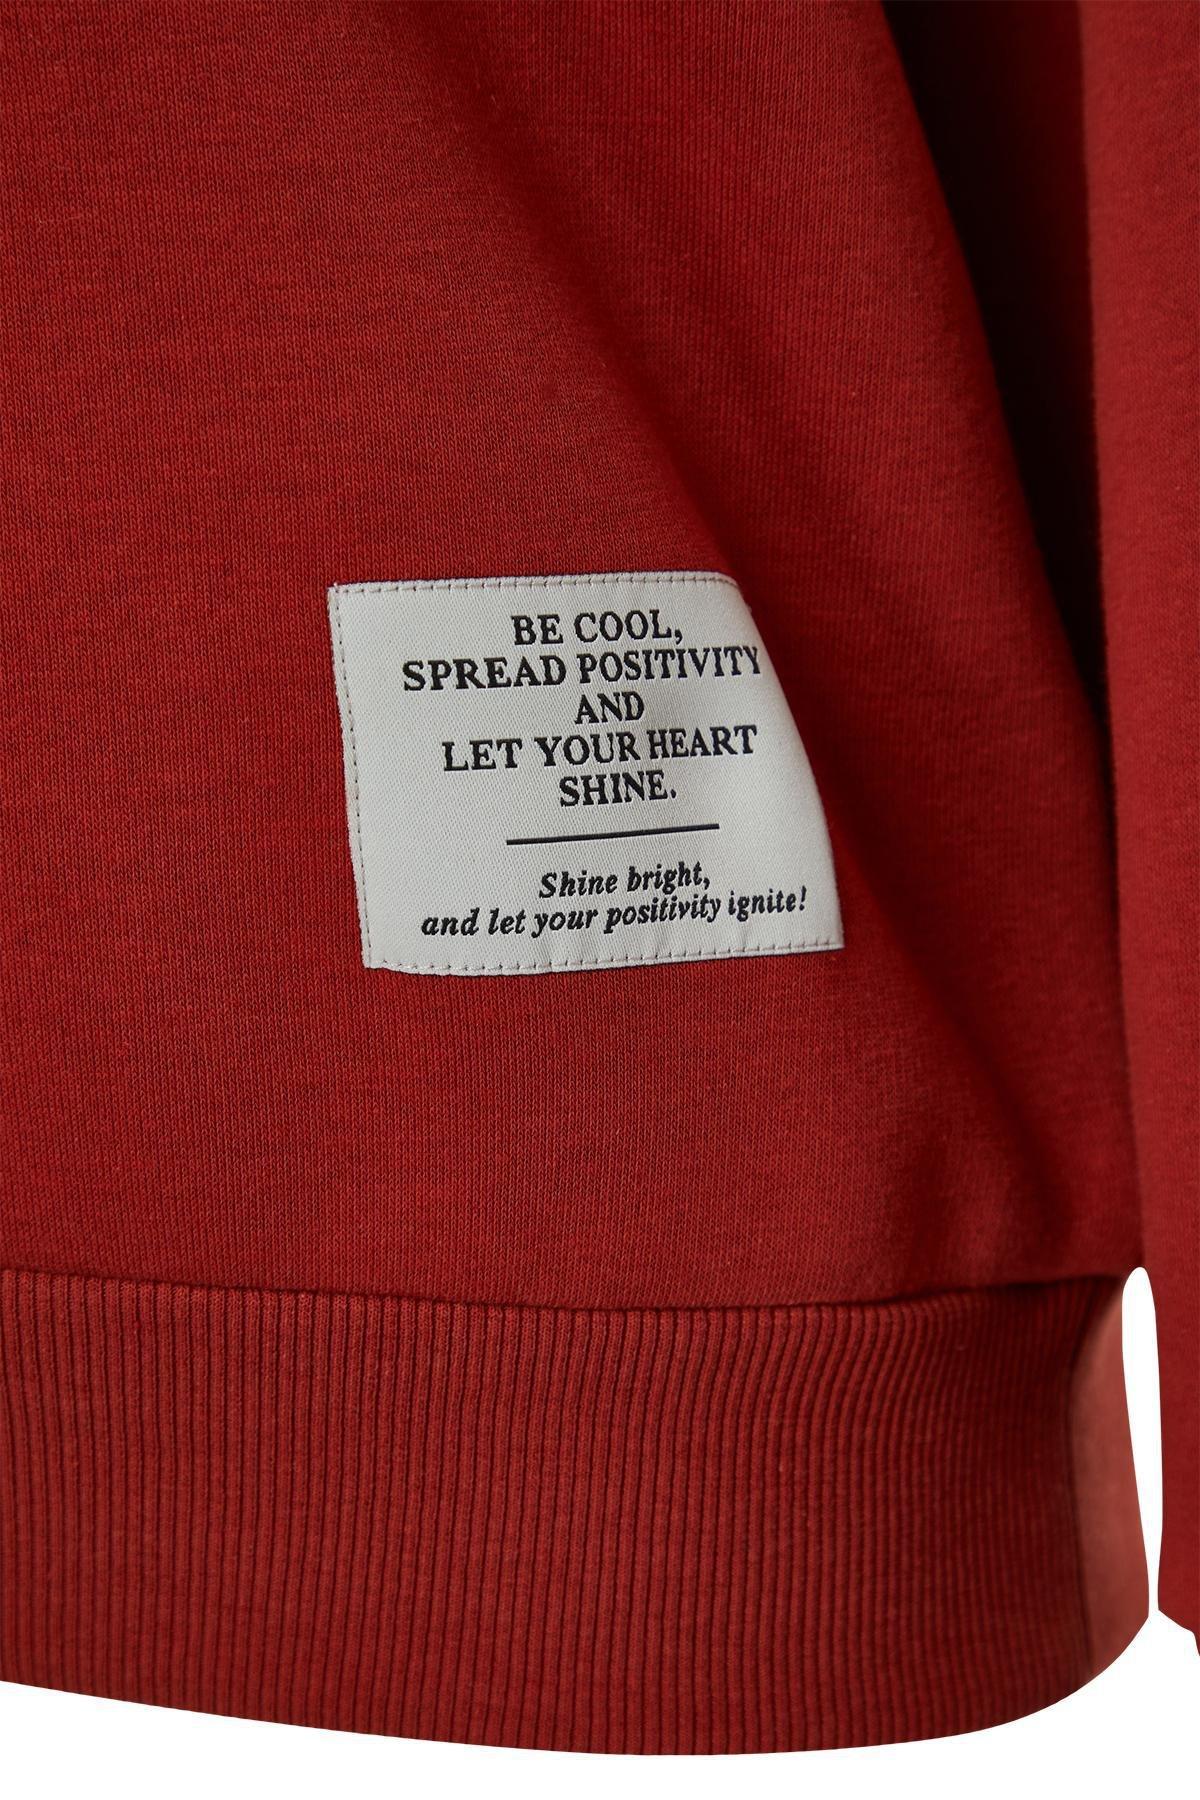 BE COOL,
SPREAD POSITIVITY
AND
LET YOUR HEART
SHINE.
Shine bright,
and let your positivity ignite!